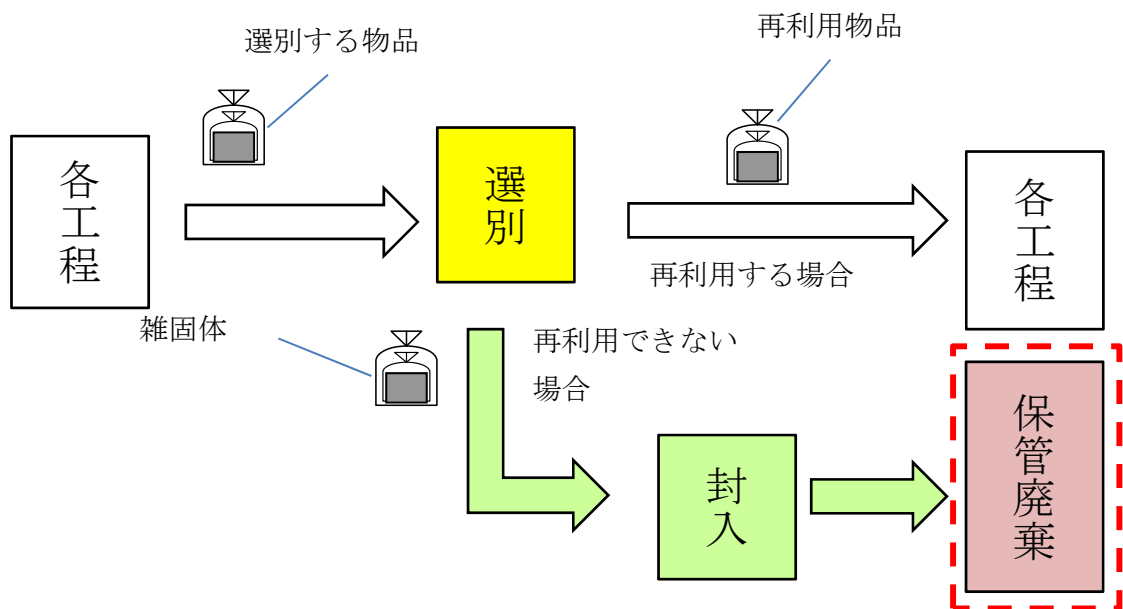 選別する物品
再利用物品
各工程
選別
各工程
再利用する場合
雑固体
再利用できない
場合
封入
保管廃棄